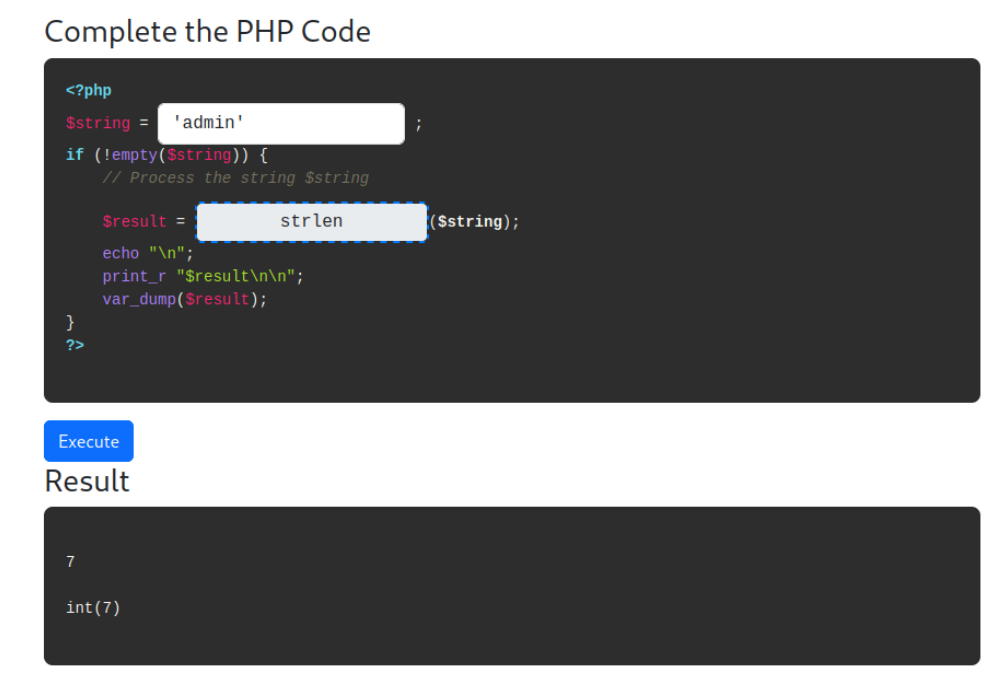 Complete the PHP Code
<?php
$string = 'admin' ;
if (!empty($string)) {
// Process the string $string
$result = strlen ($string);
echo "\n";
print_r "$result\n\n";
var_dump($result);
}
?>
Execute
Result
7
int(7)